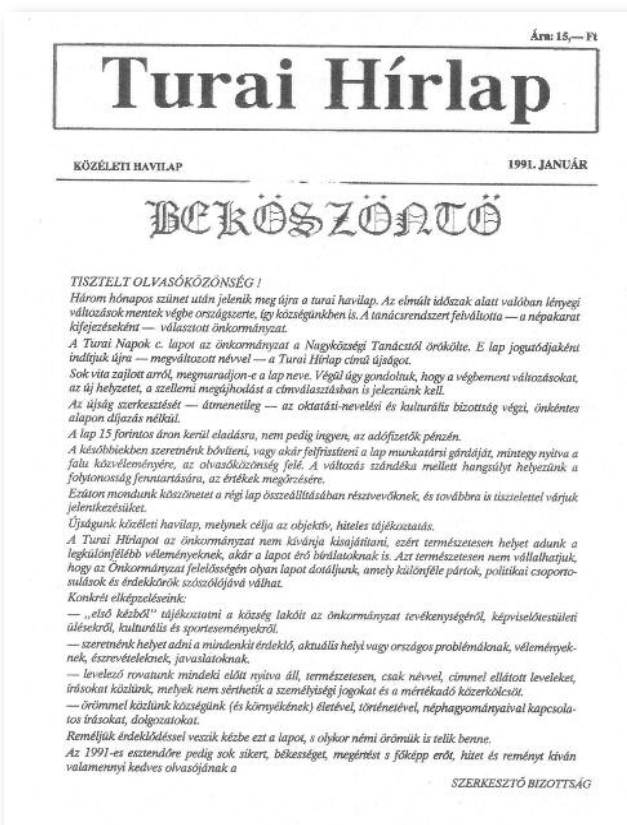 Ára: 15,— Ft
Turai Hírlap
KÖZÉLETI HAVILAP
1991. JANUÁR
BEKÖSZÖNTŐ
TISZTELT OLVASÓKÖZÖNSÉG !
Három hónapos szünet után jelenik meg újra a turai havilap. Az elmúlt időszak alatt valóban lényegi
változások mentek végbe országszerte, így községünkben is. A tanácsrendszert felváltotta — a népakarat
kifejezéseként — választott önkormányzat.
A Turai Napok c. lapot az önkormányzat a Nagyközségi Tanácstól örökölte. E lap jogutódjaként
indítjuk újra — megváltozott névvel — a Turai Hírlap című újságot.
Sok vita zajlott arról, megmaradjon-e a lap neve. Végül úgy gondoltuk, hogy a végbement változásokat,
az új helyzetet, a szellemi megújhodást a címválasztásban is jeleznünk kell.
Az újság szerkesztését — átmenetileg — az oktatási-nevelési és kulturális bizottság végzi, önkéntes
alapon díjazás nélkül.
A lap 15 forintos áron kerül eladásra, nem pedig ingyen, az adófizetők pénzén.
A későbbiekben szeretnénk bővíteni, vagy akár felfrissíteni a lap munkatársi gárdáját, mintegy nyitva a
falu közvéleményére, az olvasóközönség felé. A változás szándéka mellett hangsúlyt helyezünk a
folytonosság fenntartására, az értékek megőrzésére.
Ezúton mondunk köszönetet a régi lap összeállításában résztvevőknek, és továbbra is tisztelettel várjuk
jelentkezésüket.
Újságunk közéleti havilap, melynek célja az objektív, hiteles tájékoztatás.
A Turai Hírlapot az önkormányzat nem kívánja kisajátítani, ezért természetesen helyet adunk a
legkülönfélébb véleményeknek, akár a lapot érő bírálatoknak is. Azt természetesen nem vállalhatjuk,
hogy az Önkormányzat felelősségén olyan lapot dotáljunk, amely különféle pártok, politikai csoporto-
sulások és érdekkörök szószólójává válhat.
Konkrét elképzeléseink:
— „első kézből” tájékoztatni a község lakóit az önkormányzat tevékenységéről, képviselőtestületi
ülésekről, kulturális és sporteseményekről.
— szeretnénk helyet adni a mindenkit érdeklő, aktuális helyi vagy országos problémáknak, vélemények-
nek, észrevételeknek, javaslatoknak.
— levelező rovatunk mindeki előtt nyitva áll, természetesen, csak névvel, címmel ellátott leveleket,
írásokat közlünk, melyek nem sérthetik a személyiségi jogokat és a mértékadó közerkölcsöt.
— örömmel közlünk községünk (és környékének) életével, történetével, néphagyományaival kapcsola-
tos írásokat, dolgozatokat.
Reméljük érdeklődéssel veszik kézbe ezt a lapot, s olykor némi örömük is telik benne.
Az 1991-es esztendőre pedig sok sikert, békességet, megértést s főképp erőt, hitet és reményt kíván
valamennyi kedves olvasójának a
SZERKESZTŐ BIZOTTSÁG